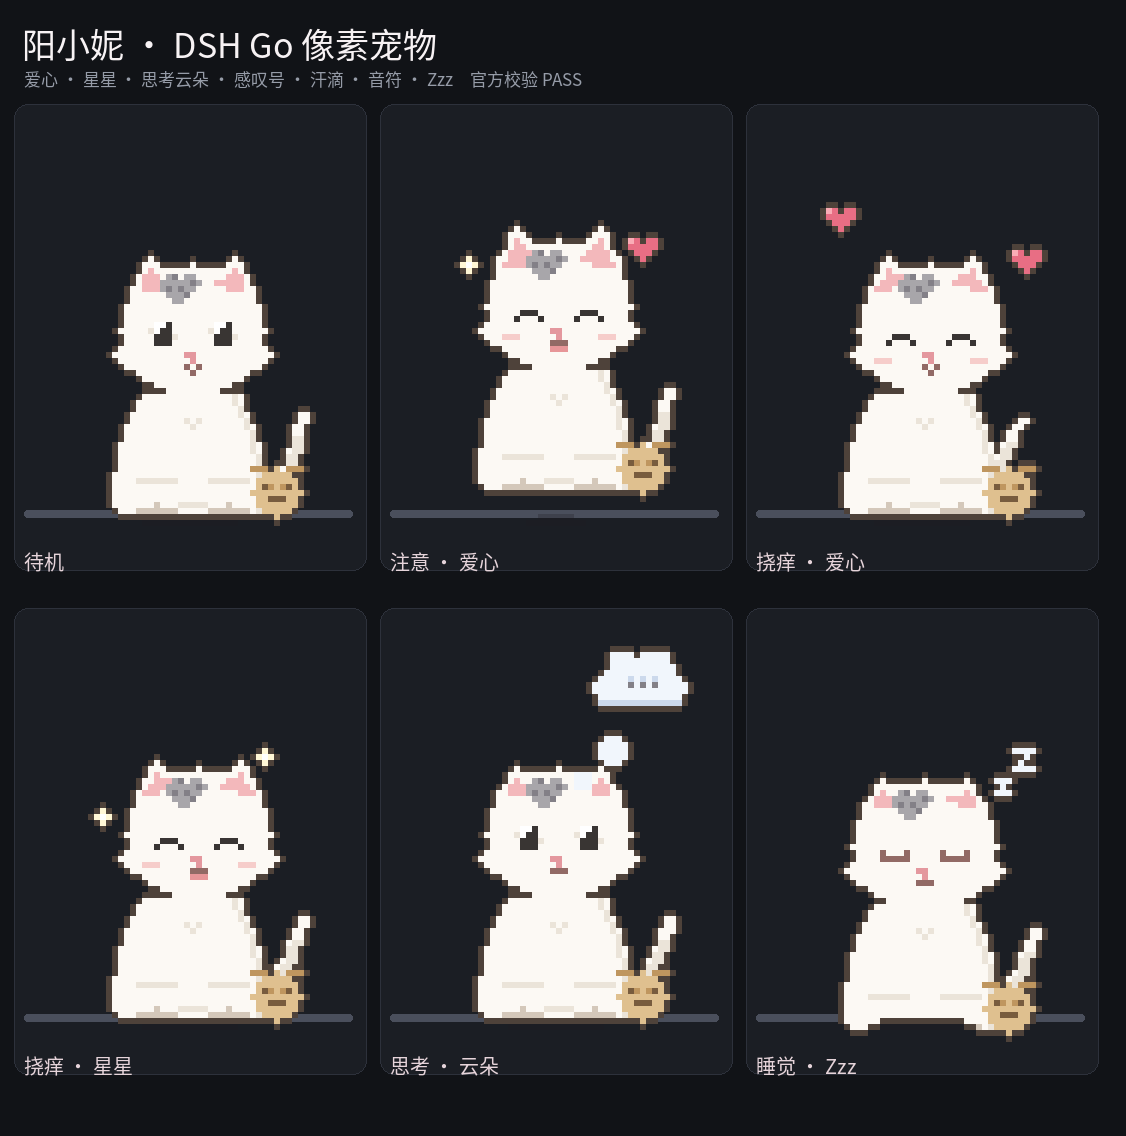 阳小妮 · DSH Go 像素宠物
爱心 · 星星 · 思考云朵 · 感叹号 · 汗滴 · 音符 · Zzz 官方校验 PASS
待机
注意 · 爱心
挠痒 · 爱心
挠痒 · 星星
思考 · 云朵
睡觉 · Zzz
z
z